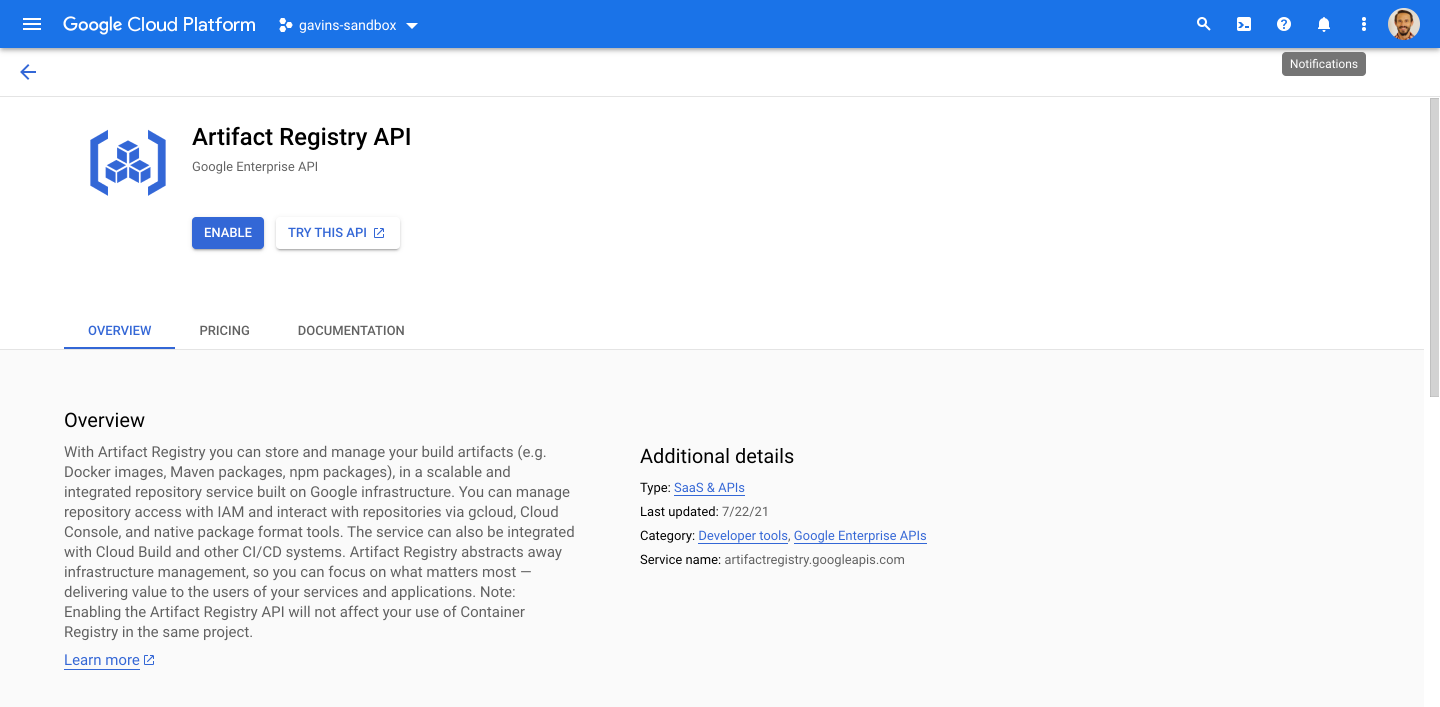 Google Cloud Platform
gavins-sandbox
Notifications
Artifact Registry API
Google Enterprise API
ENABLE
TRY THIS API
OVERVIEW
PRICING
DOCUMENTATION
Overview
With Artifact Registry you can store and manage your build artifacts (e.g.
Docker images, Maven packages, npm packages), in a scalable and
integrated repository service built on Google infrastructure. You can manage
repository access with IAM and interact with repositories via gcloud, Cloud
Console, and native package format tools. The service can also be integrated
with Cloud Build and other CI/CD systems. Artifact Registry abstracts away
infrastructure management, so you can focus on what matters most —
delivering value to the users of your services and applications. Note:
Enabling the Artifact Registry API will not affect your use of Container
Registry in the same project.
Learn more
Additional details
Type: SaaS & APIs
Last updated: 7/22/21
Category: Developer tools, Google Enterprise APIs
Service name: artifactregistry.googleapis.com